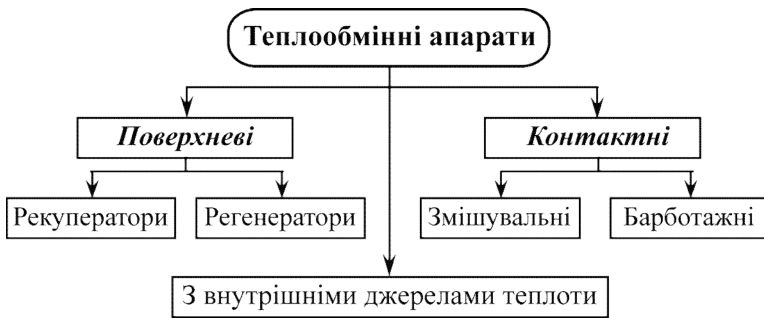 Теплообмінні апарати
Поверхневі
Контактні
Рекуператори
Регенератори
Змішувальні
Барботажні
З внутрішніми джерелами теплоти